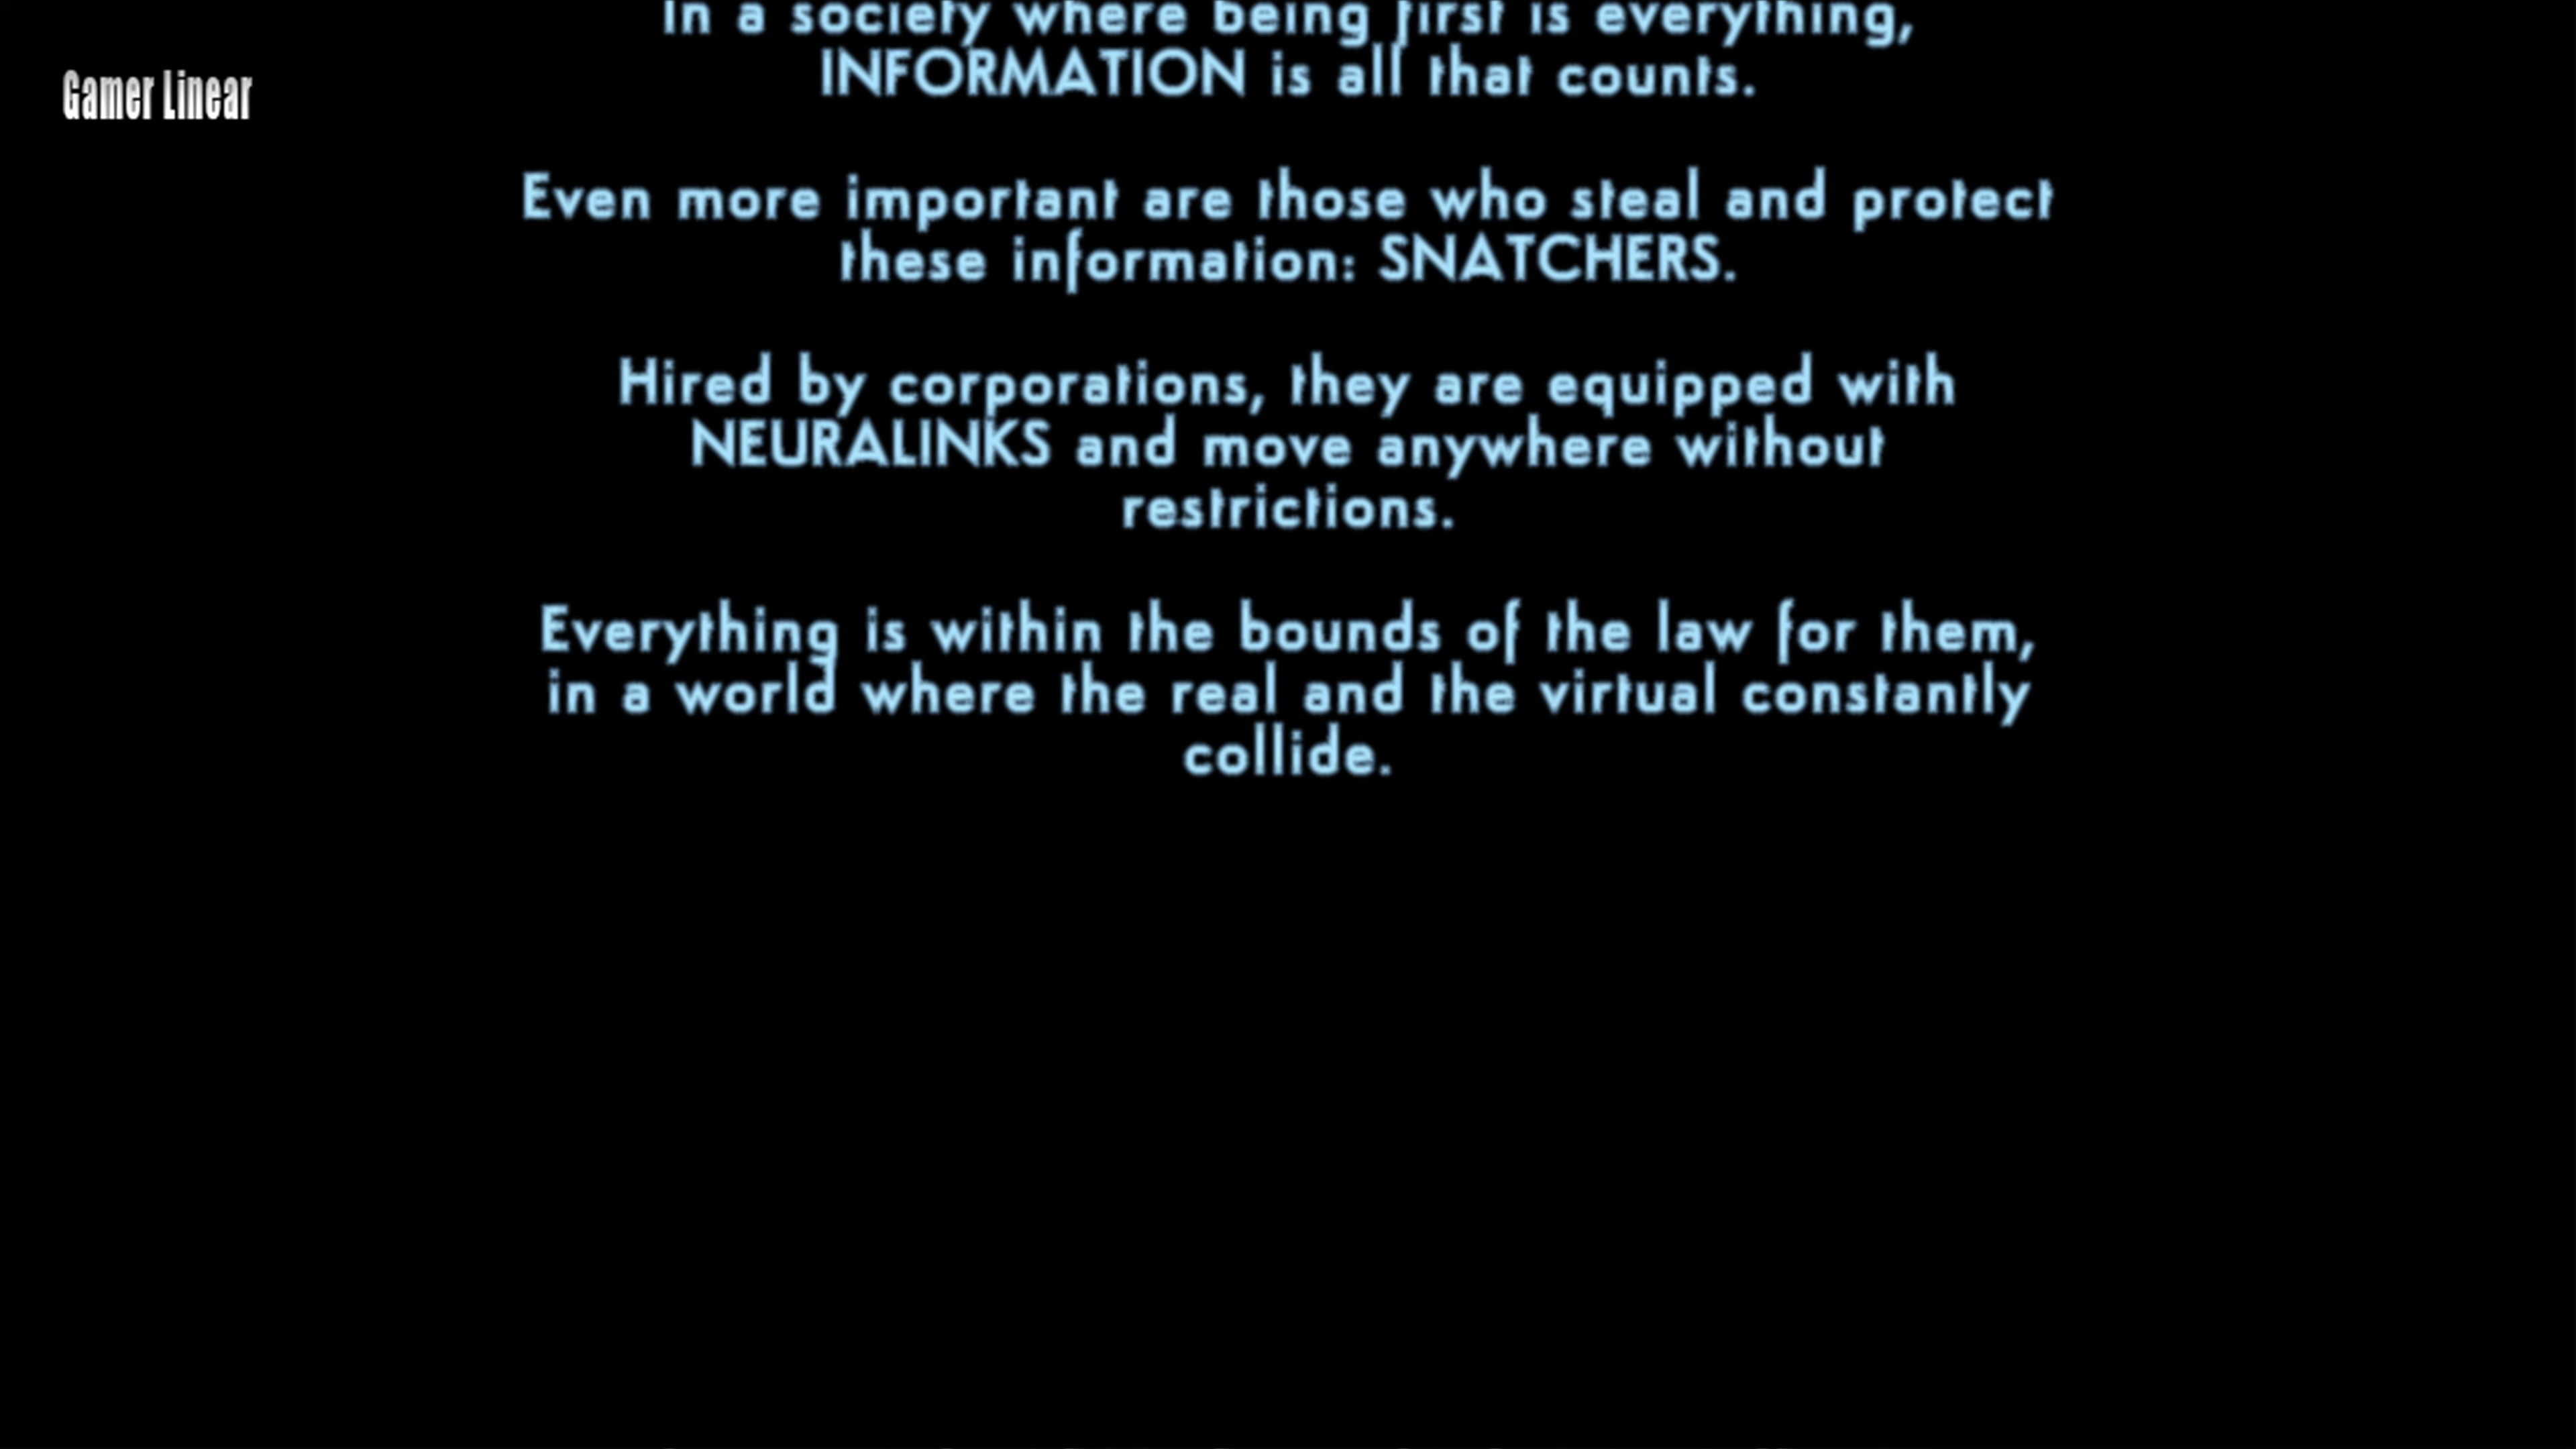 In a society where being first is everything,
INFORMATION is all that counts.
Gamer Linear
Even more important are those who steal and protect
these information: SNATCHERS.
Hired by corporations, they are equipped with
NEURALINKS and move anywhere without
restrictions.
Everything is within the bounds of the law for them,
in a world where the real and the virtual constantly
collide.